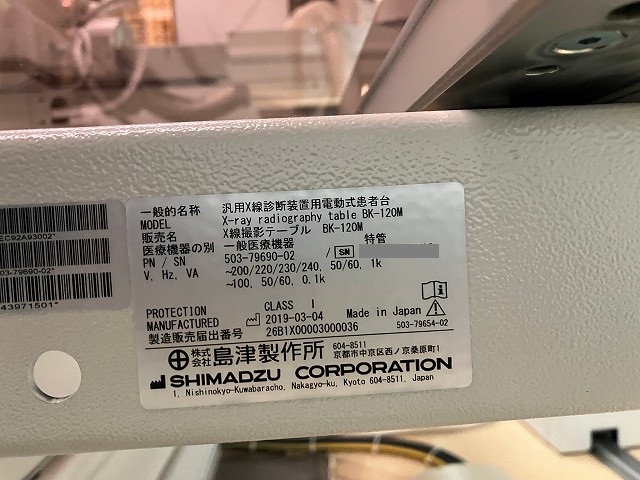 EC92A93002*
03-79690-02*
43971501*
一般的名称 汎用X線診断装置用電動式患者台
MODEL X-ray radiography table BK-120M
販売名 X線撮影テーブル BK-120M
医療機器の別 一般医療機器 特管
PN / SN 503-79690-02 / SN
V, Hz, VA ~200/220/230/240, 50/60, 1k
~100, 50/60, 0.1k
PROTECTION CLASS I
MANUFACTURED 2019-03-04 Made in Japan
製造販売届出番号 26B1X00003000036 503-79654-02
株式会社 島津製作所 604-8511 京都市中京区西ノ京桑原町1
SHIMADZU CORPORATION
1, Nishinokyo-Kuwabaracho, Nakagyo-ku, Kyoto 604-8511, Japan